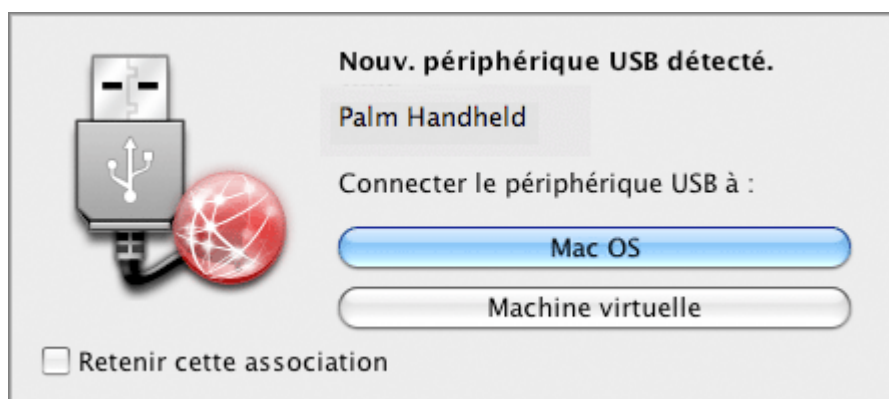 Nouv. périphérique USB détecté.
Palm Handheld
Connecter le périphérique USB à :
Mac OS
Machine virtuelle
Retenir cette association